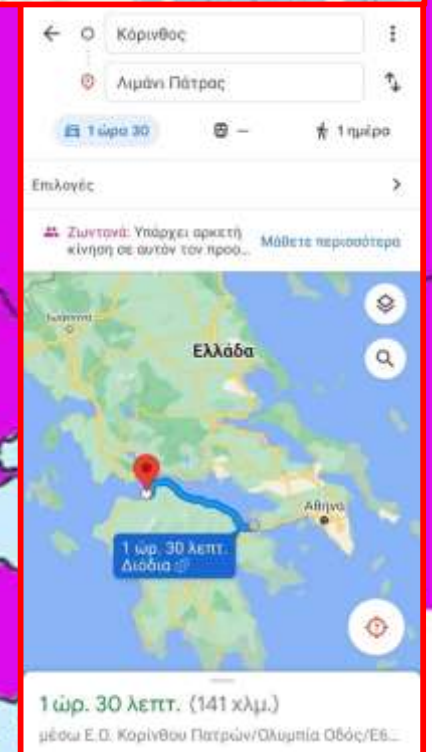 Κόρινθος
Λιμάνι Πάτρας
1 ώρα 30
–
1 ημέρα
Επιλογές
Ζωντανά: Υπάρχει αρκετή
κίνηση σε αυτόν τον προο...
Μάθετε περισσότερα
Ιωάννινα
Ελλάδα
Αθήνα
1 ώρ. 30 λεπτ.
Διόδια
1 ώρ. 30 λεπτ. (141 χλμ.)
μέσω Ε.Ο. Κορίνθου Πατρών/Ολυμπία Οδός/Ε6...